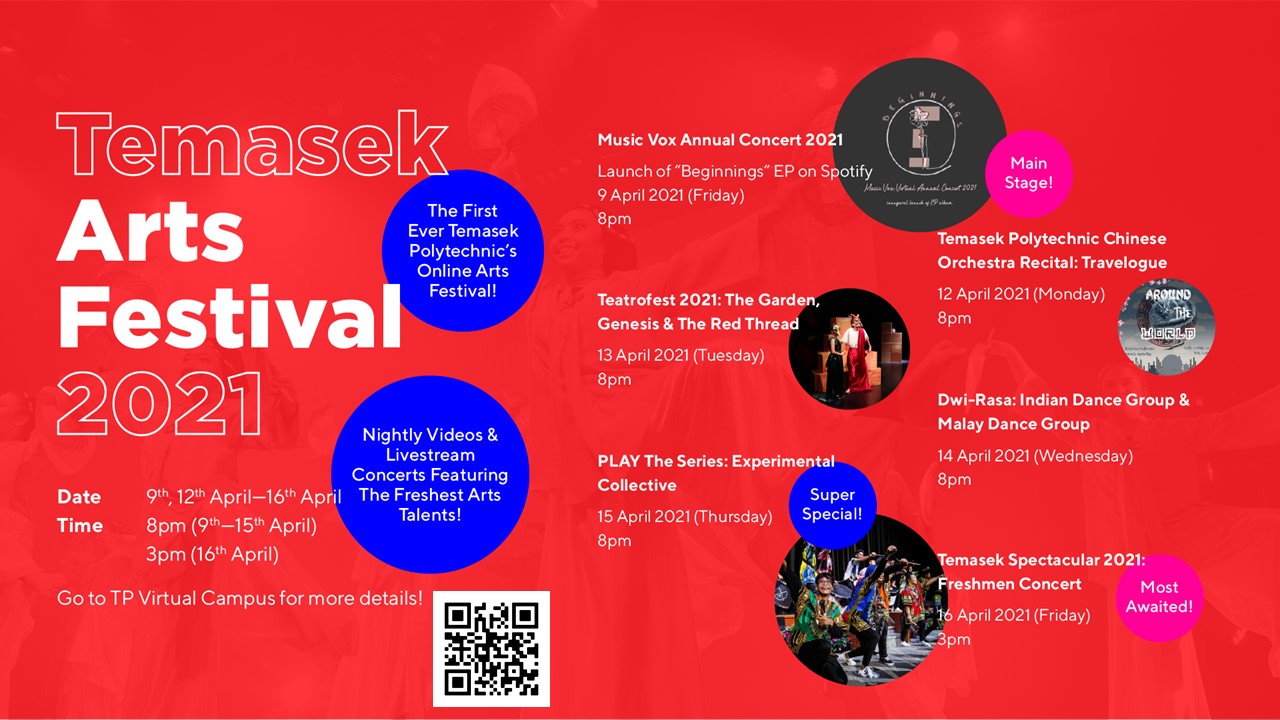 Temasek
Arts
Festival
2021
The First
Ever Temasek
Polytechnic's
Online Arts
Festival!
Nightly Videos &
Livestream
Concerts Featuring
The Freshest Arts
Talents!
Date 9th, 12th April—16th April
Time 8pm (9th—15th April)
3pm (16th April)
Go to TP Virtual Campus for more details!
Music Vox Annual Concert 2021
Launch of “Beginnings” EP on Spotify
9 April 2021 (Friday)
8pm
BEGINNINGS
Music Vox Virtual Annual Concert 2021
inaugural launch of EP album
Main
Stage!
Temasek Polytechnic Chinese
Orchestra Recital: Travelogue
12 April 2021 (Monday)
8pm
AROUND
THE
WORLD
Teatrofest 2021: The Garden,
Genesis & The Red Thread
13 April 2021 (Tuesday)
8pm
Dwi-Rasa: Indian Dance Group &
Malay Dance Group
14 April 2021 (Wednesday)
8pm
PLAY The Series: Experimental
Collective
15 April 2021 (Thursday)
8pm
Super
Special!
Temasek Spectacular 2021:
Freshmen Concert
16 April 2021 (Friday)
3pm
Most
Awaited!